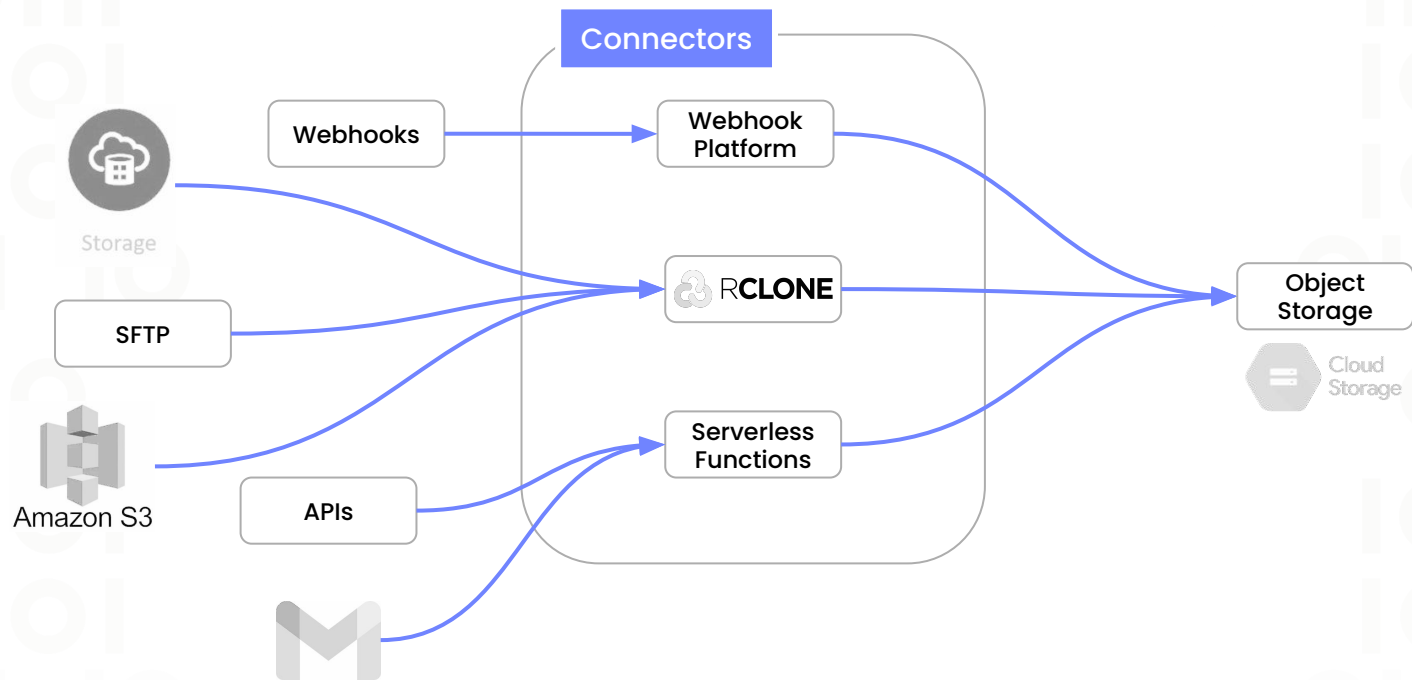 Connectors
Webhooks
Webhook
Platform
Storage
RCLONE
Object
Storage
SFTP
Cloud
Storage
Serverless
Functions
Amazon S3
APIs